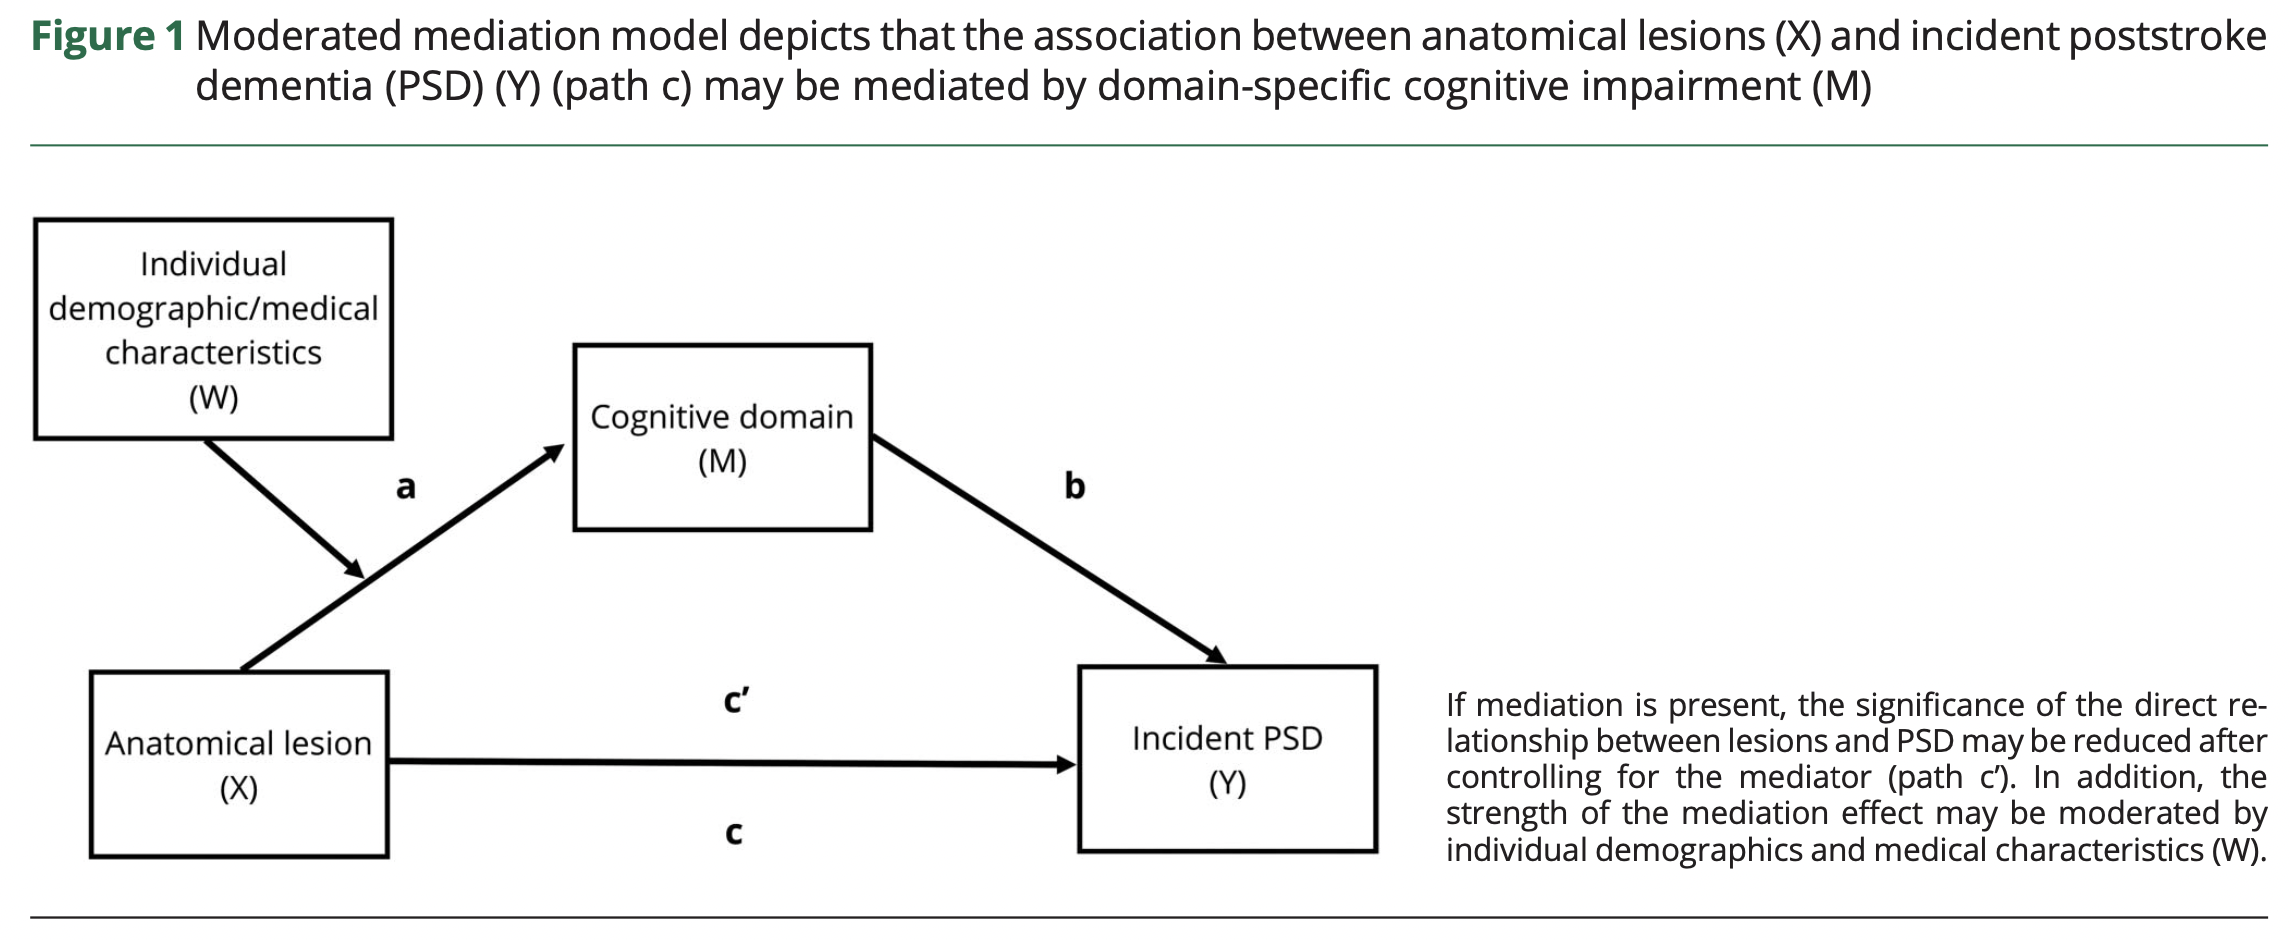 Figure 1 Moderated mediation model depicts that the association between anatomical lesions (X) and incident poststroke
dementia (PSD) (Y) (path c) may be mediated by domain-specific cognitive impairment (M)
Individual
demographic/medical
characteristics
(W)
Cognitive domain
(M)
a
b
Anatomical lesion
(X)
c′
c
Incident PSD
(Y)
If mediation is present, the significance of the direct re-
lationship between lesions and PSD may be reduced after
controlling for the mediator (path c′). In addition, the
strength of the mediation effect may be moderated by
individual demographics and medical characteristics (W).